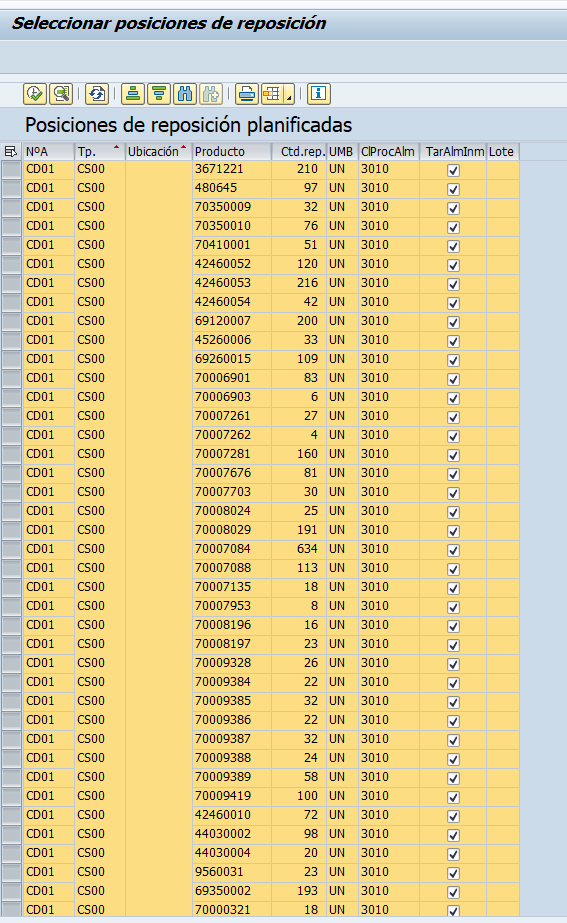 Seleccionar posiciones de reposición
Posiciones de reposición planificadas
NºA Tp. Ubicación Producto Ctd.rep. UMB ClProcAlm TarAlmInm Lote
CD01 CS00 3671221 210 UN 3010
CD01 CS00 480645 97 UN 3010
CD01 CS00 70350009 32 UN 3010
CD01 CS00 70350010 76 UN 3010
CD01 CS00 70410001 51 UN 3010
CD01 CS00 42460052 120 UN 3010
CD01 CS00 42460053 216 UN 3010
CD01 CS00 42460054 42 UN 3010
CD01 CS00 69120007 200 UN 3010
CD01 CS00 45260006 33 UN 3010
CD01 CS00 69260015 109 UN 3010
CD01 CS00 70006901 83 UN 3010
CD01 CS00 70006903 6 UN 3010
CD01 CS00 70007261 27 UN 3010
CD01 CS00 70007262 4 UN 3010
CD01 CS00 70007281 160 UN 3010
CD01 CS00 70007676 81 UN 3010
CD01 CS00 70007703 30 UN 3010
CD01 CS00 70008024 25 UN 3010
CD01 CS00 70008029 191 UN 3010
CD01 CS00 70007084 634 UN 3010
CD01 CS00 70007088 113 UN 3010
CD01 CS00 70007135 18 UN 3010
CD01 CS00 70007953 8 UN 3010
CD01 CS00 70008196 16 UN 3010
CD01 CS00 70008197 23 UN 3010
CD01 CS00 70009328 26 UN 3010
CD01 CS00 70009384 22 UN 3010
CD01 CS00 70009385 32 UN 3010
CD01 CS00 70009386 22 UN 3010
CD01 CS00 70009387 32 UN 3010
CD01 CS00 70009388 24 UN 3010
CD01 CS00 70009389 58 UN 3010
CD01 CS00 70009419 100 UN 3010
CD01 CS00 42460010 72 UN 3010
CD01 CS00 44030002 98 UN 3010
CD01 CS00 44030004 20 UN 3010
CD01 CS00 9560031 23 UN 3010
CD01 CS00 69350002 193 UN 3010
CD01 CS00 70000321 18 UN 3010